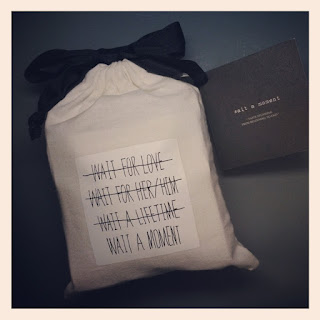 WAIT FOR LOVE
WAIT FOR HER/HIM
WAIT A LIFETIME
WAIT A MOMENT
wait a moment